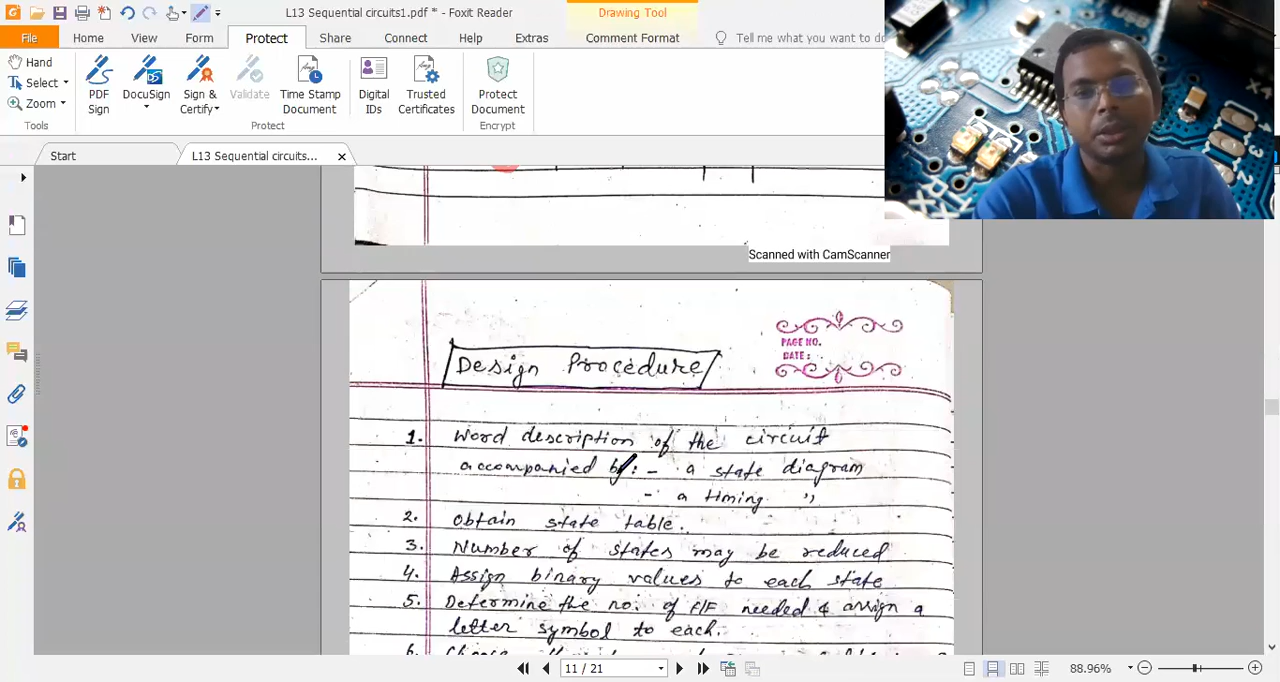 L13 Sequential circuits1.pdf * - Foxit Reader
Drawing Tool
File
Home
View
Form
Protect
Share
Connect
Help
Extras
Comment Format
Tell me what you want to do
Hand
Select
Zoom
Tools
PDF Sign
DocuSign
Sign & Certify
Validate
Time Stamp Document
Digital IDs
Trusted Certificates
Protect
Protect Document
Encrypt
Start
L13 Sequential circuits...
Scanned with CamScanner
PAGE NO.
DATE:
Design Procedure
1. Word description of the circuit
accompanied by: - a state diagram
- a timing "
2. Obtain state table.
3. Number of states may be reduced
4. Assign binary values to each state
5. Determine the no. of F/F needed & assign a
letter symbol to each.
11 / 21
88.96%